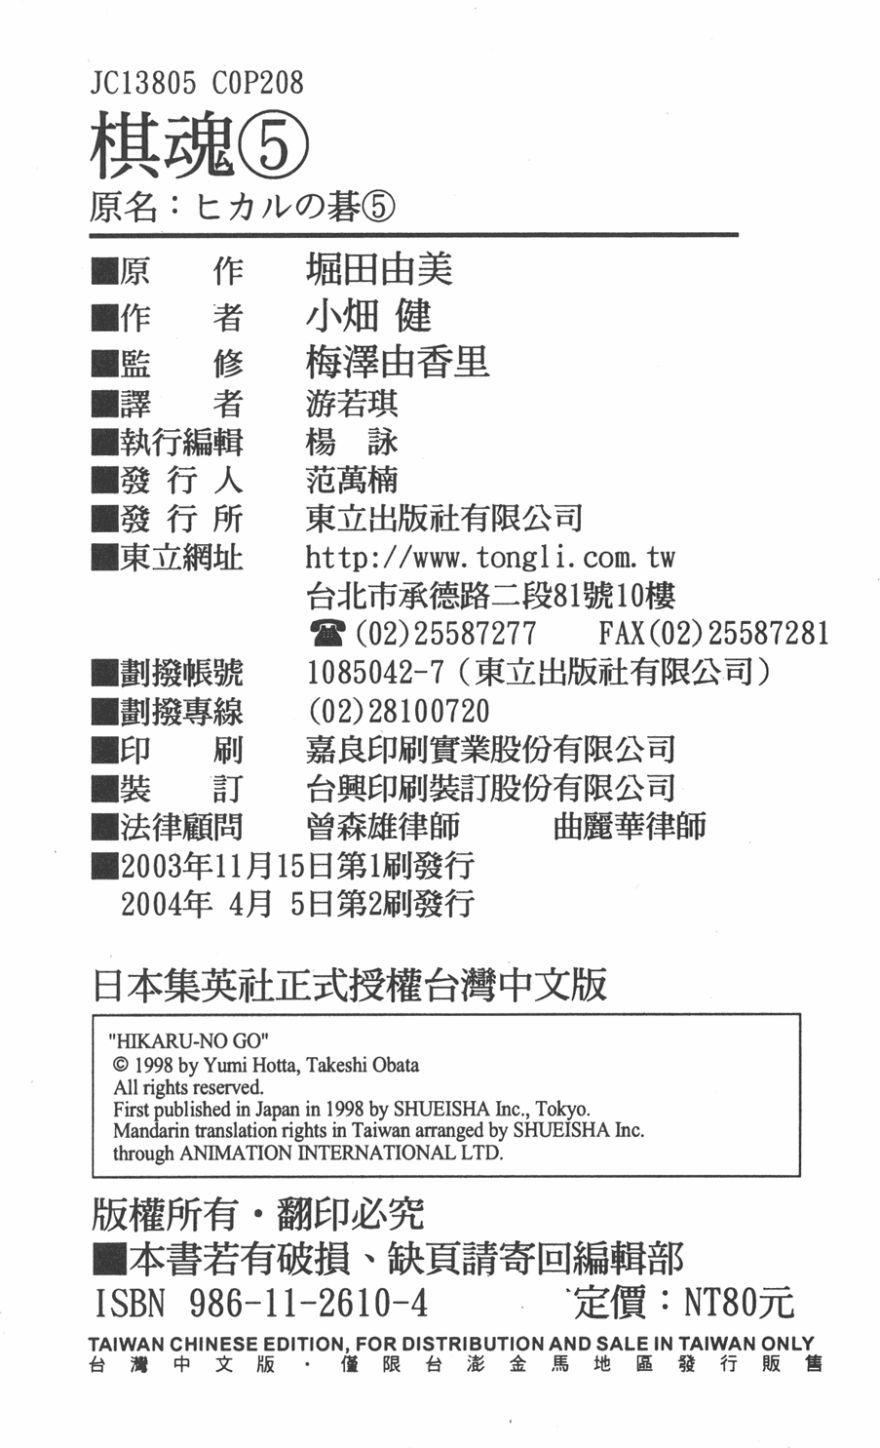 JC13805 C0P208
棋魂⑤
原名：ヒカルの碁⑤
■原　作　堀田由美
■作　者　小畑 健
■監　修　梅澤由香里
■譯　者　游若琪
■執行編輯　楊　詠
■發 行 人　范萬楠
■發 行 所　東立出版社有限公司
■東立網址　http://www.tongli.com.tw
台北市承德路二段81號10樓
☎(02)25587277　FAX(02)25587281
■劃撥帳號　1085042-7（東立出版社有限公司）
■劃撥專線　(02)28100720
■印　刷　嘉良印刷實業股份有限公司
■裝　訂　台興印刷裝訂股份有限公司
■法律顧問　曾森雄律師　曲麗華律師
■2003年11月15日第1刷發行
2004年 4月 5日第2刷發行
日本集英社正式授權台灣中文版
"HIKARU-NO GO"
© 1998 by Yumi Hotta, Takeshi Obata
All rights reserved.
First published in Japan in 1998 by SHUEISHA Inc., Tokyo.
Mandarin translation rights in Taiwan arranged by SHUEISHA Inc.
through ANIMATION INTERNATIONAL LTD.
版權所有・翻印必究
■本書若有破損、缺頁請寄回編輯部
ISBN 986-11-2610-4　定價：NT80元
TAIWAN CHINESE EDITION, FOR DISTRIBUTION AND SALE IN TAIWAN ONLY
台灣中文版・僅限台澎金馬地區發行販售